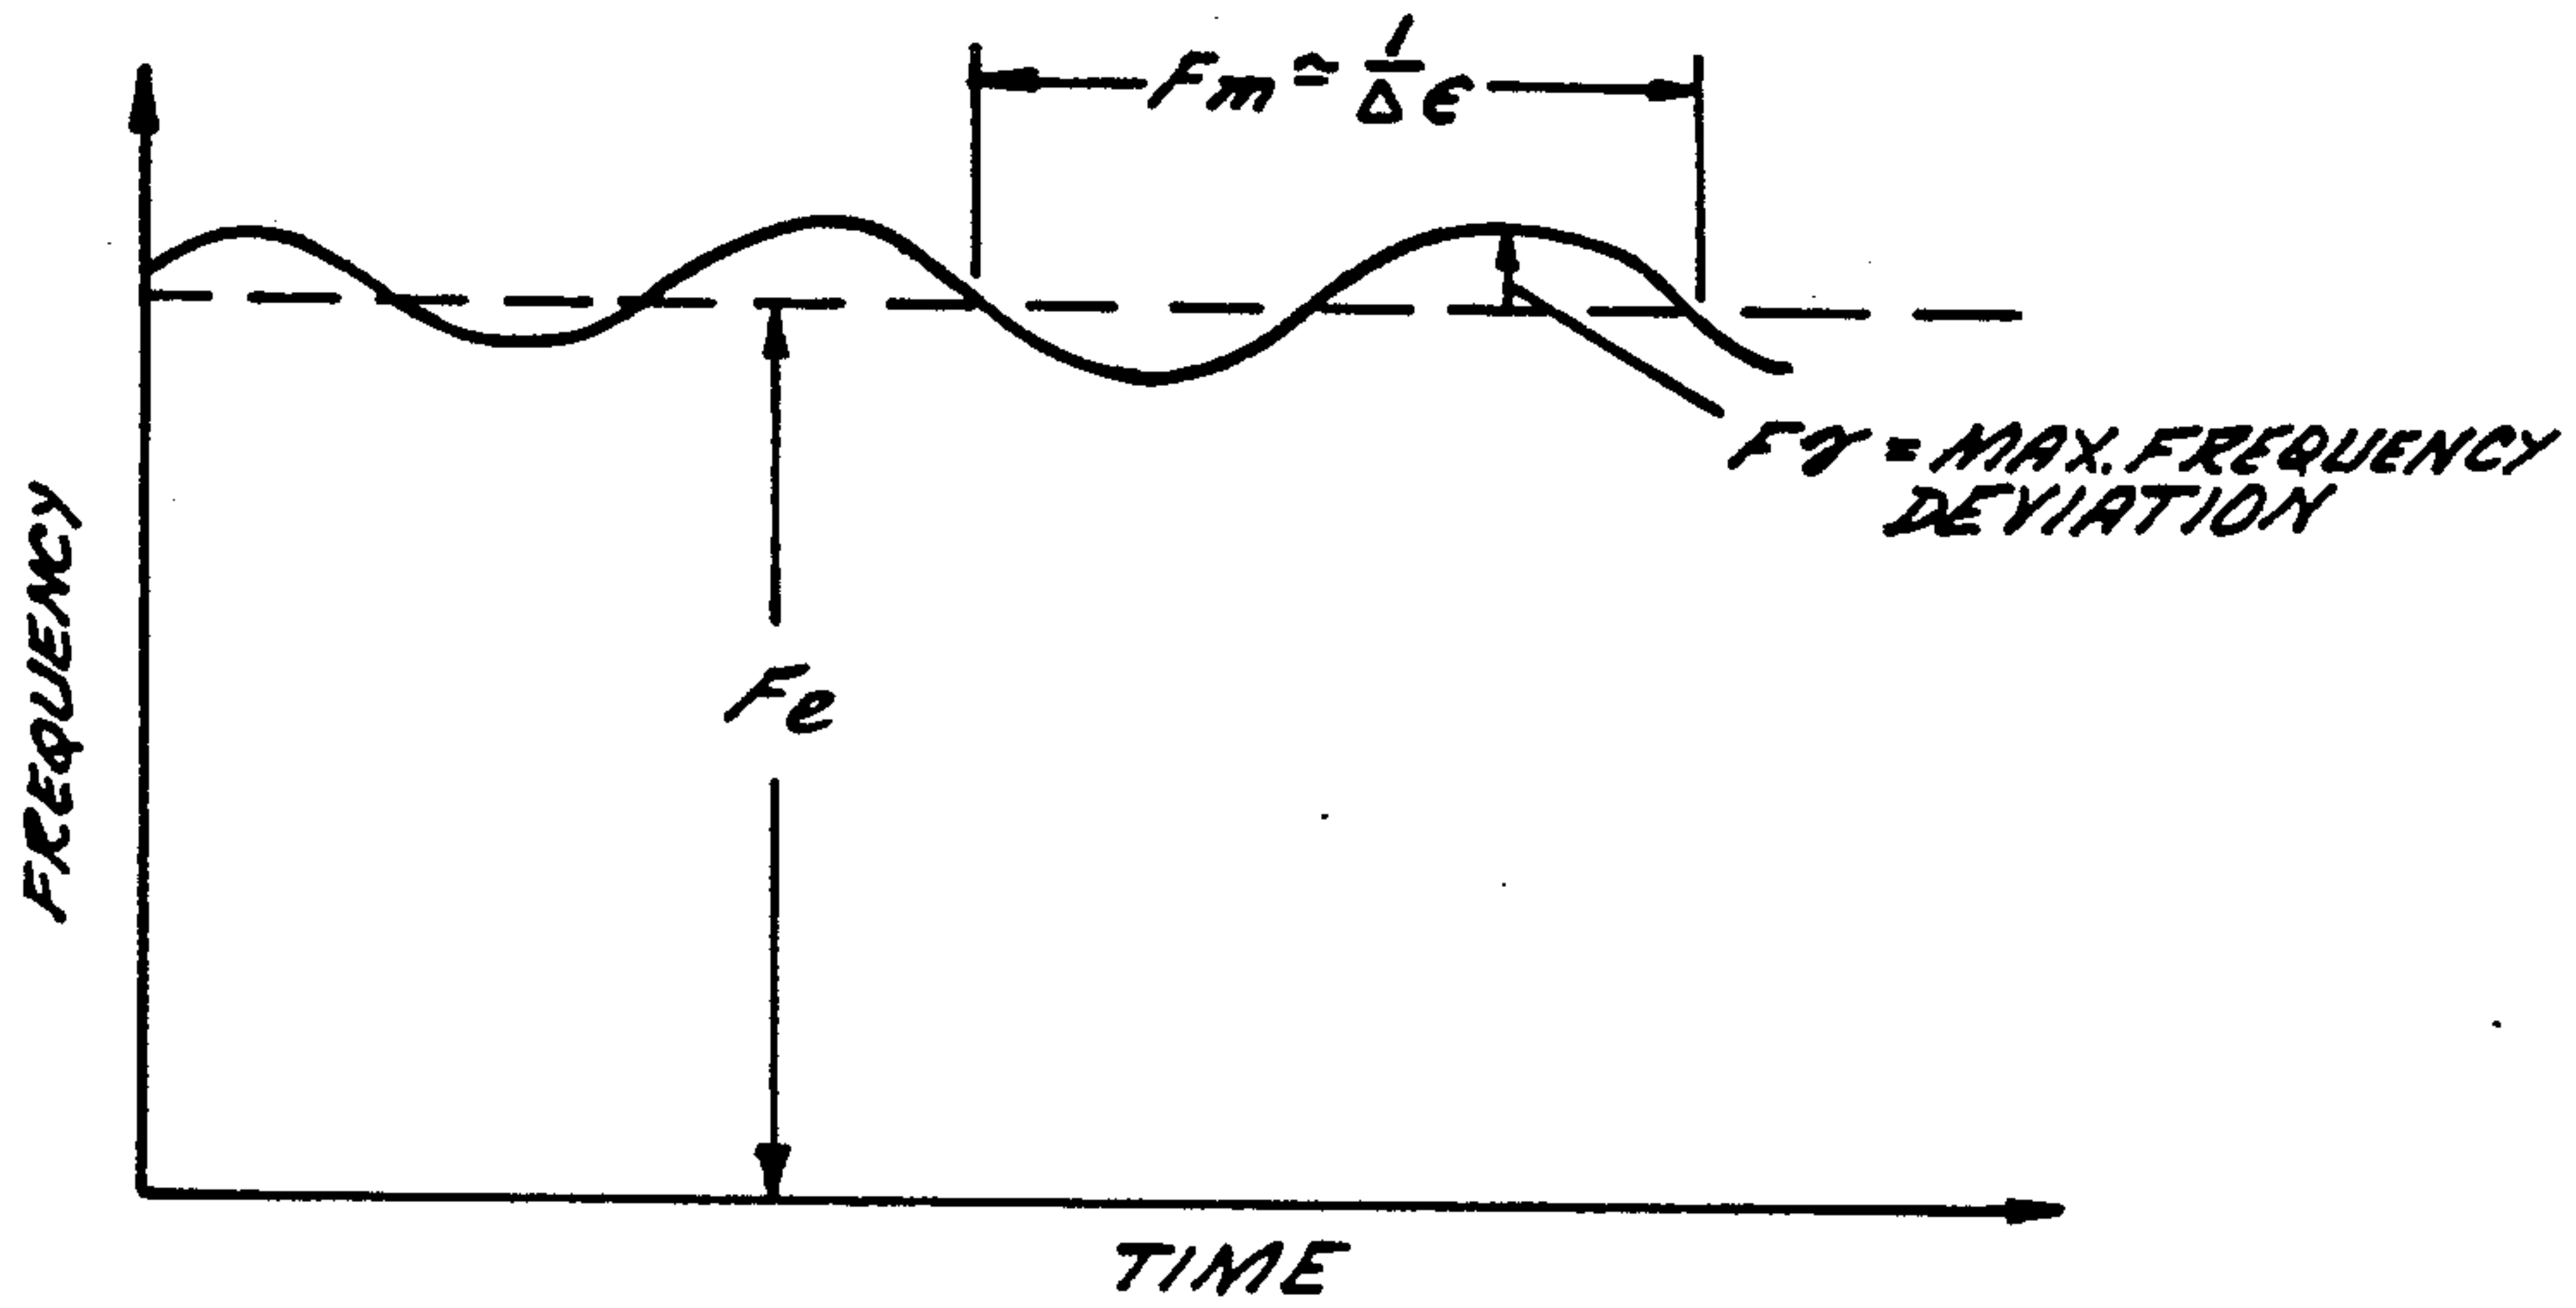 Fm ≃ 1/Δϵ
Fγ = MAX. FREQUENCY
DEVIATION
FREQUENCY
Fe
TIME